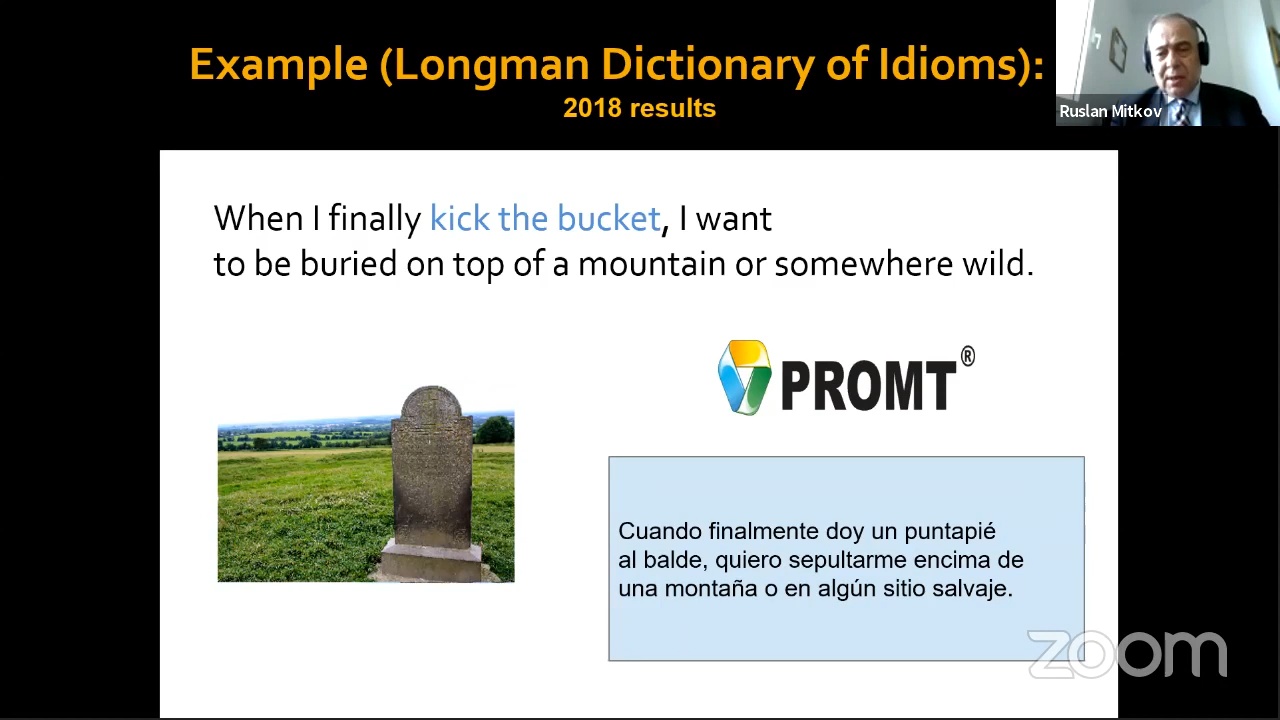 Example (Longman Dictionary of Idioms):
2018 results
Ruslan Mitkov
When I finally kick the bucket, I want
to be buried on top of a mountain or somewhere wild.
PROMT®
Cuando finalmente doy un puntapié
al balde, quiero sepultarme encima de
una montaña o en algún sitio salvaje.
zoom